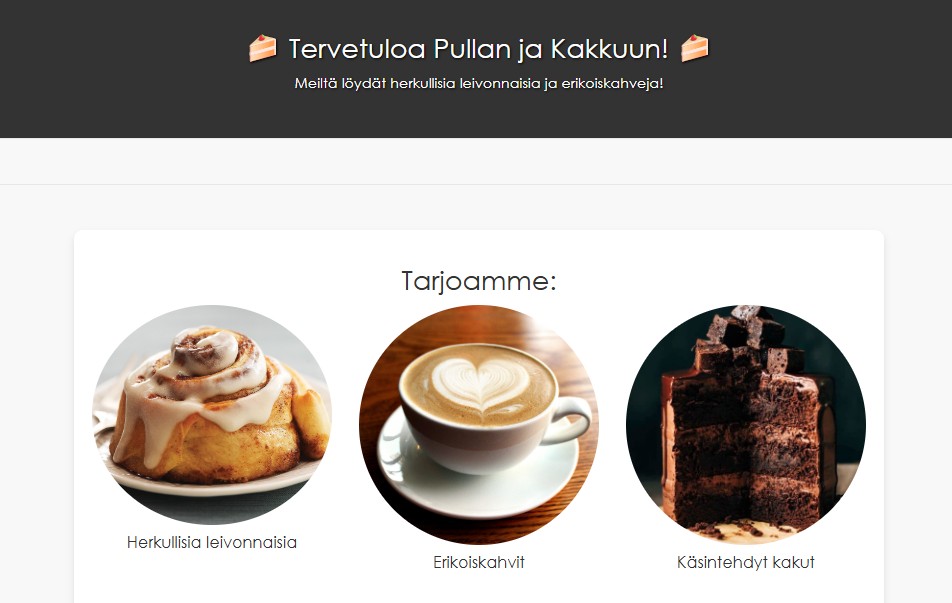 🍰 Tervetuloa Pullan ja Kakkuun! 🍰
Meiltä löydät herkullisia leivonnaisia ja erikoiskahveja!
Tarjoamme:
Herkullisia leivonnaisia
Erikoiskahvit
Käsintehdyt kakut